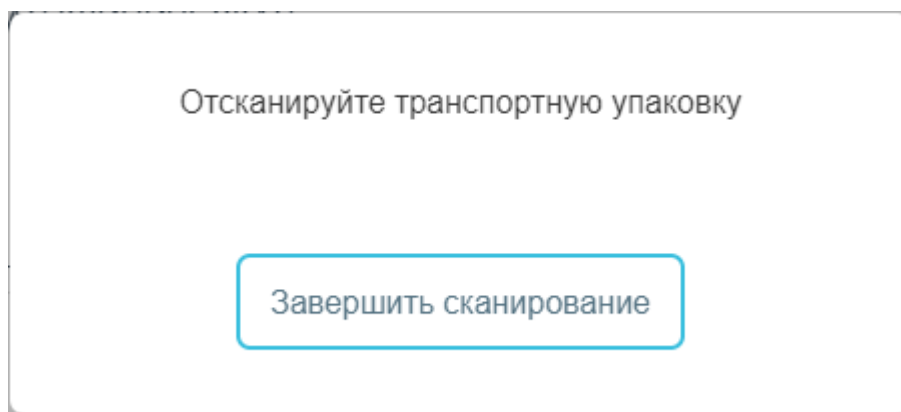 Отсканируйте транспортную упаковку
Завершить сканирование